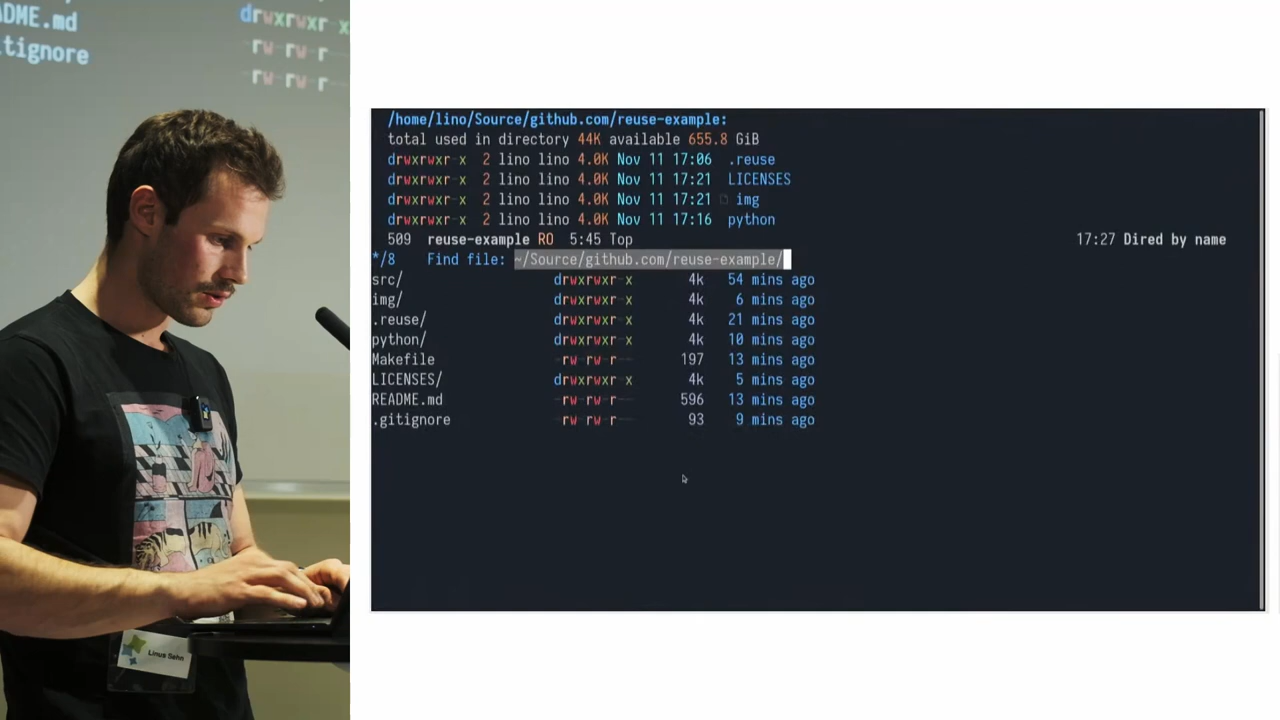 DME.md
tignore
drwxrwxr x
rw rw r
rw rw r
Linus Sehn
/home/lino/Source/github.com/reuse-example:
total used in directory 44K available 655.8 GiB
drwxrwxr-x 2 lino lino 4.0K Nov 11 17:06 .reuse
drwxrwxr-x 2 lino lino 4.0K Nov 11 17:21 LICENSES
drwxrwxr-x 2 lino lino 4.0K Nov 11 17:21 img
drwxrwxr-x 2 lino lino 4.0K Nov 11 17:16 python
509 reuse-example RO 5:45 Top 17:27 Dired by name
*/8 Find file: ~/Source/github.com/reuse-example/
src/ drwxrwxr-x 4k 54 mins ago
img/ drwxrwxr-x 4k 6 mins ago
.reuse/ drwxrwxr-x 4k 21 mins ago
python/ drwxrwxr-x 4k 10 mins ago
Makefile -rw-rw-r-- 197 13 mins ago
LICENSES/ drwxrwxr-x 4k 5 mins ago
README.md -rw-rw-r-- 596 13 mins ago
.gitignore -rw-rw-r-- 93 9 mins ago